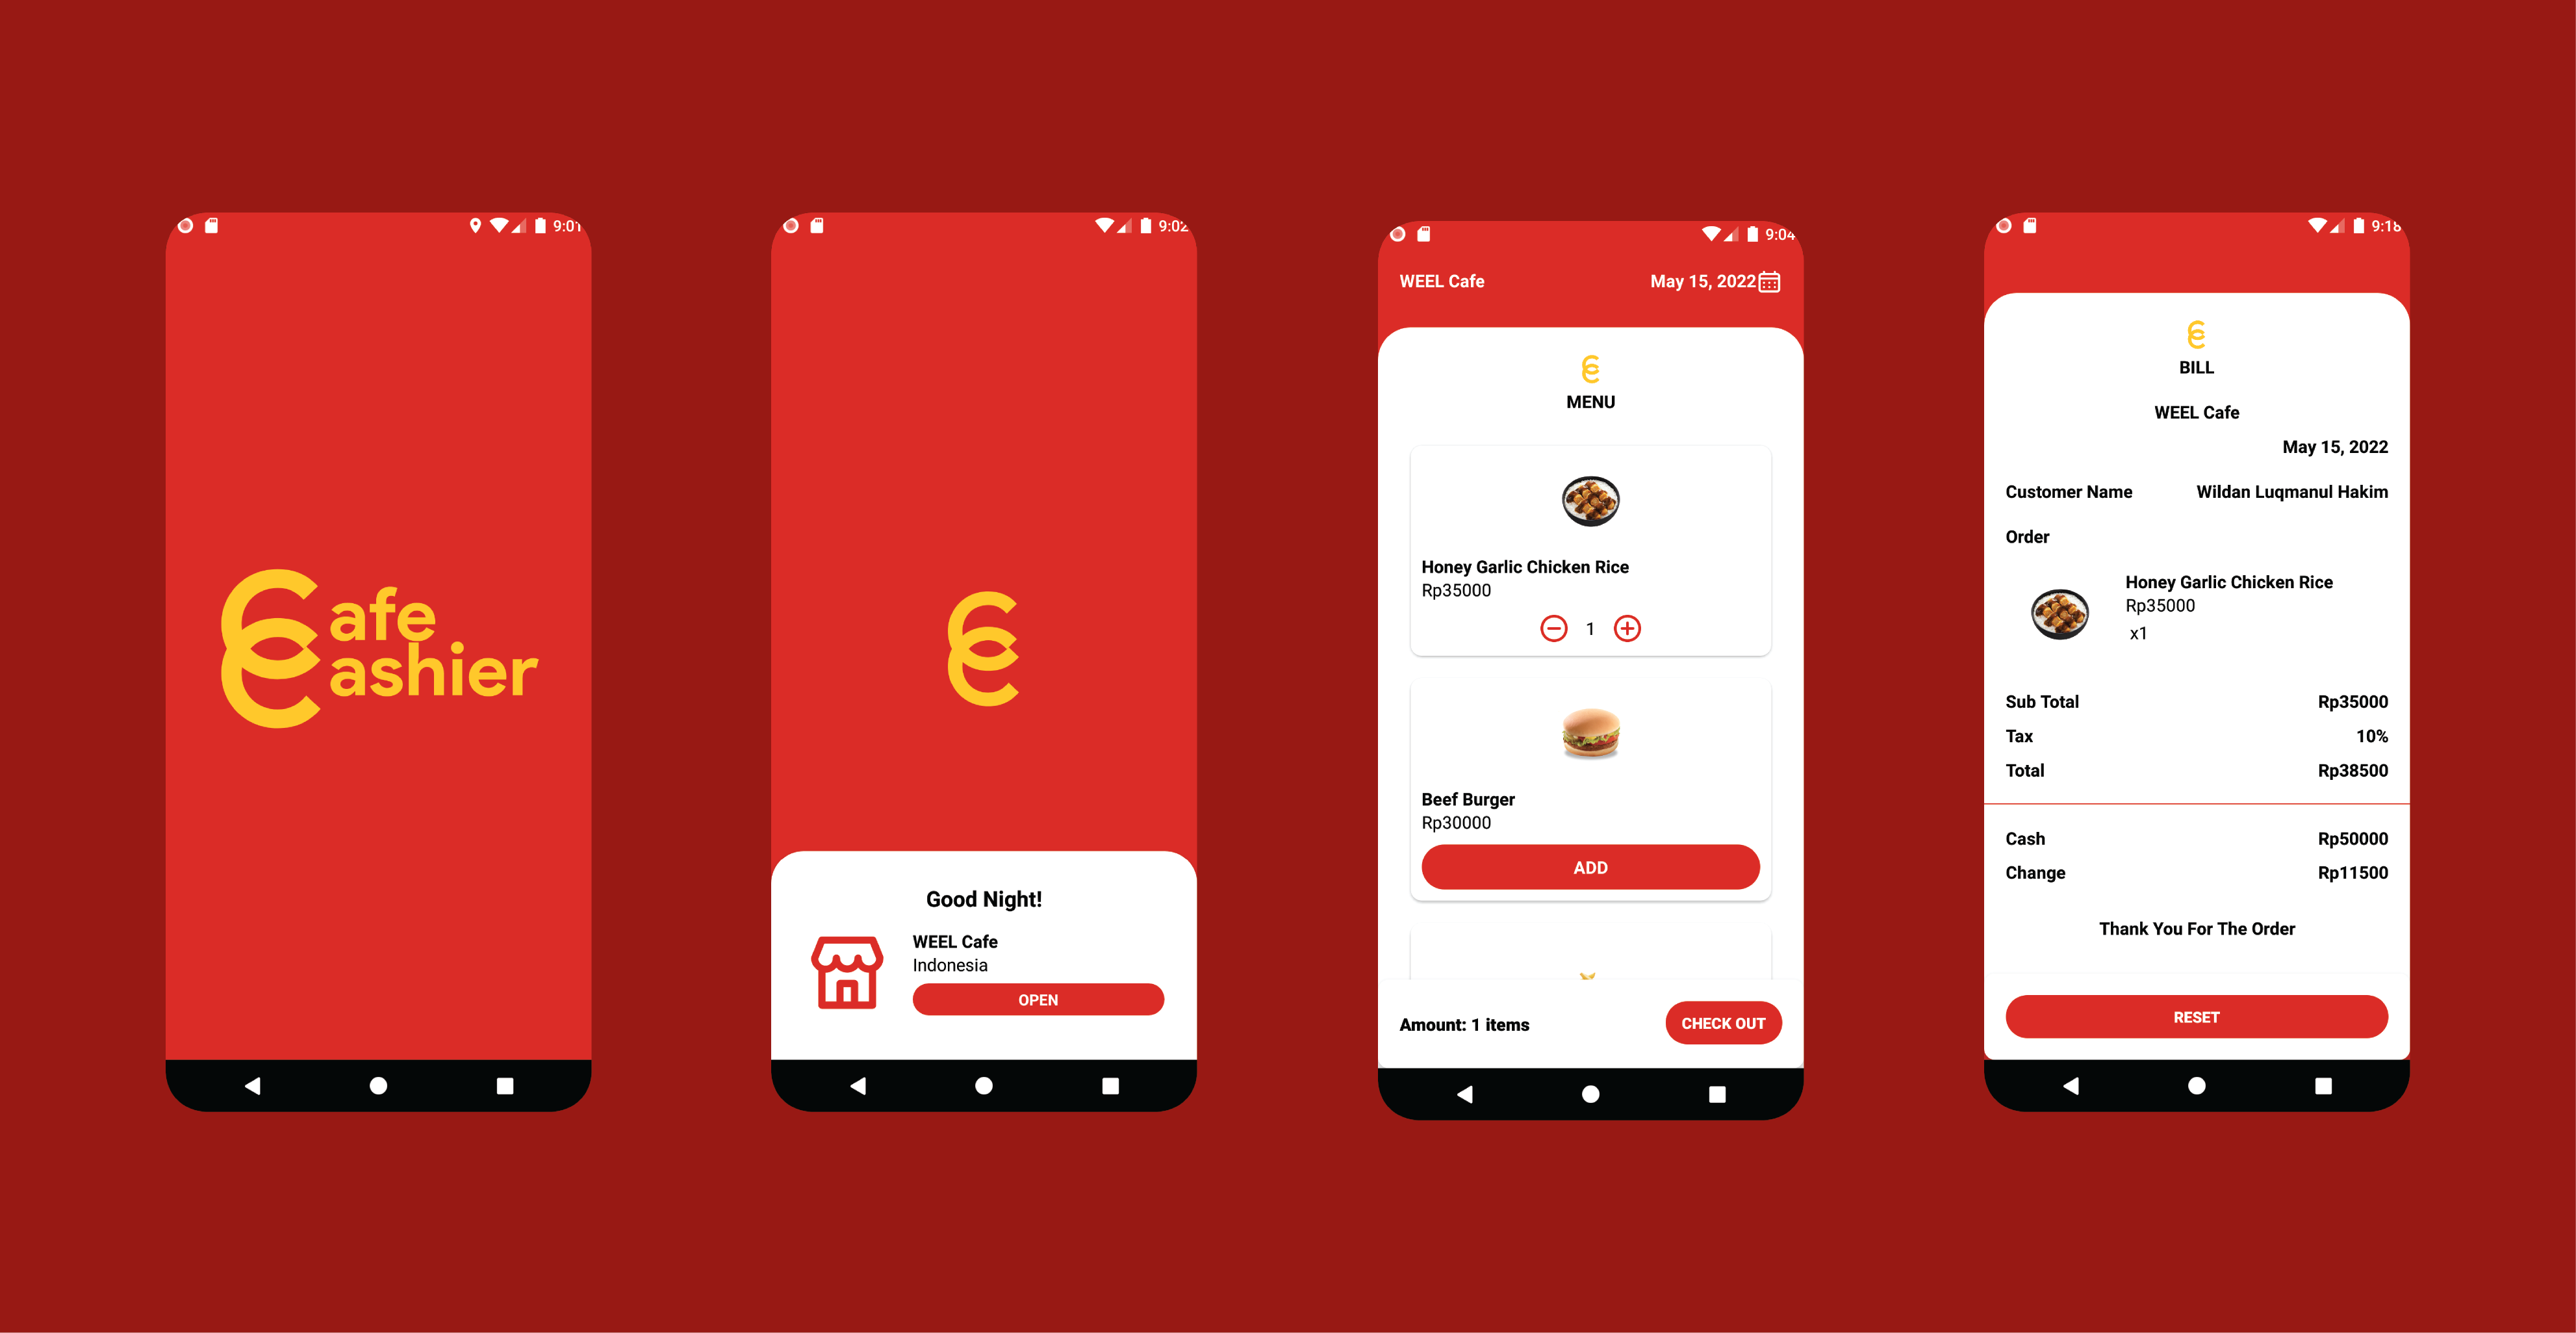 9:01
Cafe
Cashier
9:02
Good Night!
WEEL Cafe
Indonesia
OPEN
9:04
WEEL Cafe May 15, 2022
MENU
Honey Garlic Chicken Rice
Rp35000
1
Beef Burger
Rp30000
ADD
Amount: 1 items CHECK OUT
9:18
BILL
WEEL Cafe
May 15, 2022
Customer Name Wildan Luqmanul Hakim
Order
Honey Garlic Chicken Rice
Rp35000
x1
Sub Total Rp35000
Tax 10%
Total Rp38500
Cash Rp50000
Change Rp11500
Thank You For The Order
RESET